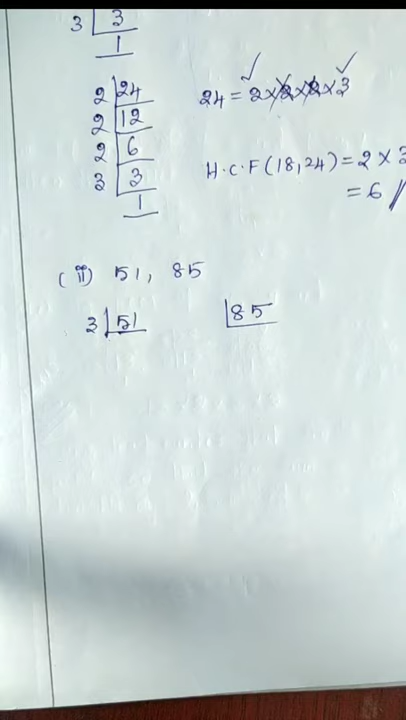 3 | 3
1
2 | 24
2 | 12
2 | 6
3 | 3
1
24 = 2 × 2 × 2 × 3
H.C.F (18, 24) = 2 × 3
= 6 //
(ii) 51, 85
3 | 51
| 85